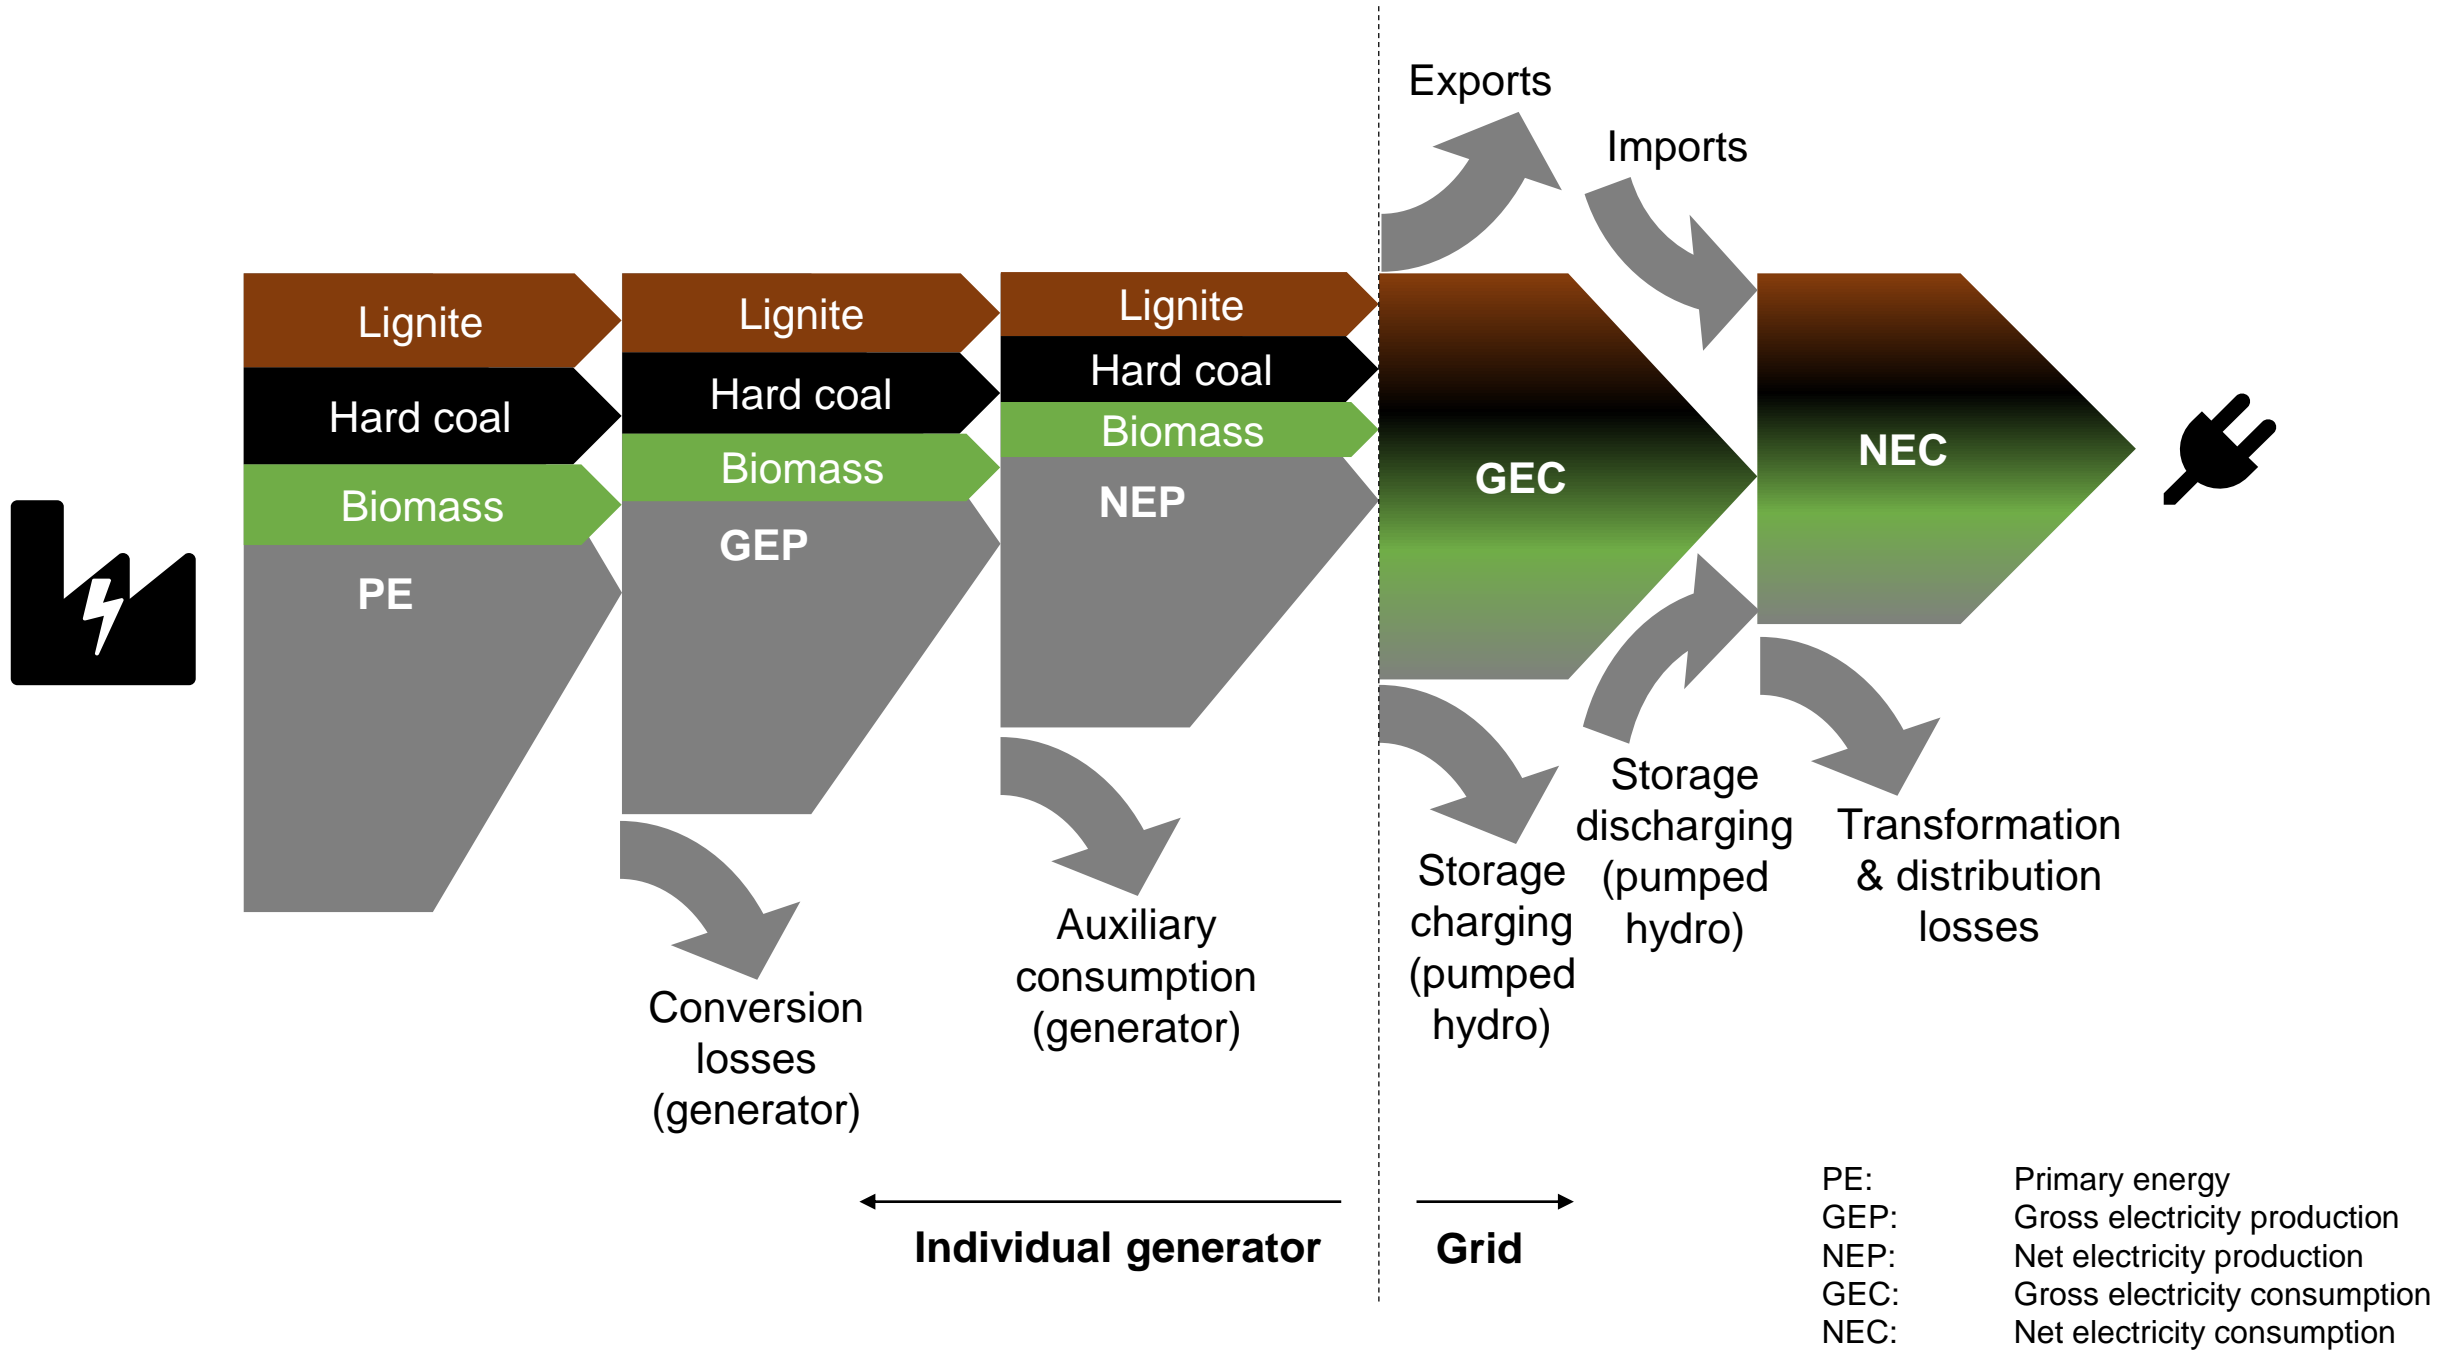 Exports
Imports
Lignite
Hard coal
Biomass
PE
Lignite
Hard coal
Biomass
GEP
Lignite
Hard coal
Biomass
NEP
GEC
NEC
Conversion
losses
(generator)
Auxiliary
consumption
(generator)
Storage
charging
(pumped
hydro)
Storage
discharging
(pumped
hydro)
Transformation
& distribution
losses
Individual generator
Grid
PE: Primary energy
GEP: Gross electricity production
NEP: Net electricity production
GEC: Gross electricity consumption
NEC: Net electricity consumption